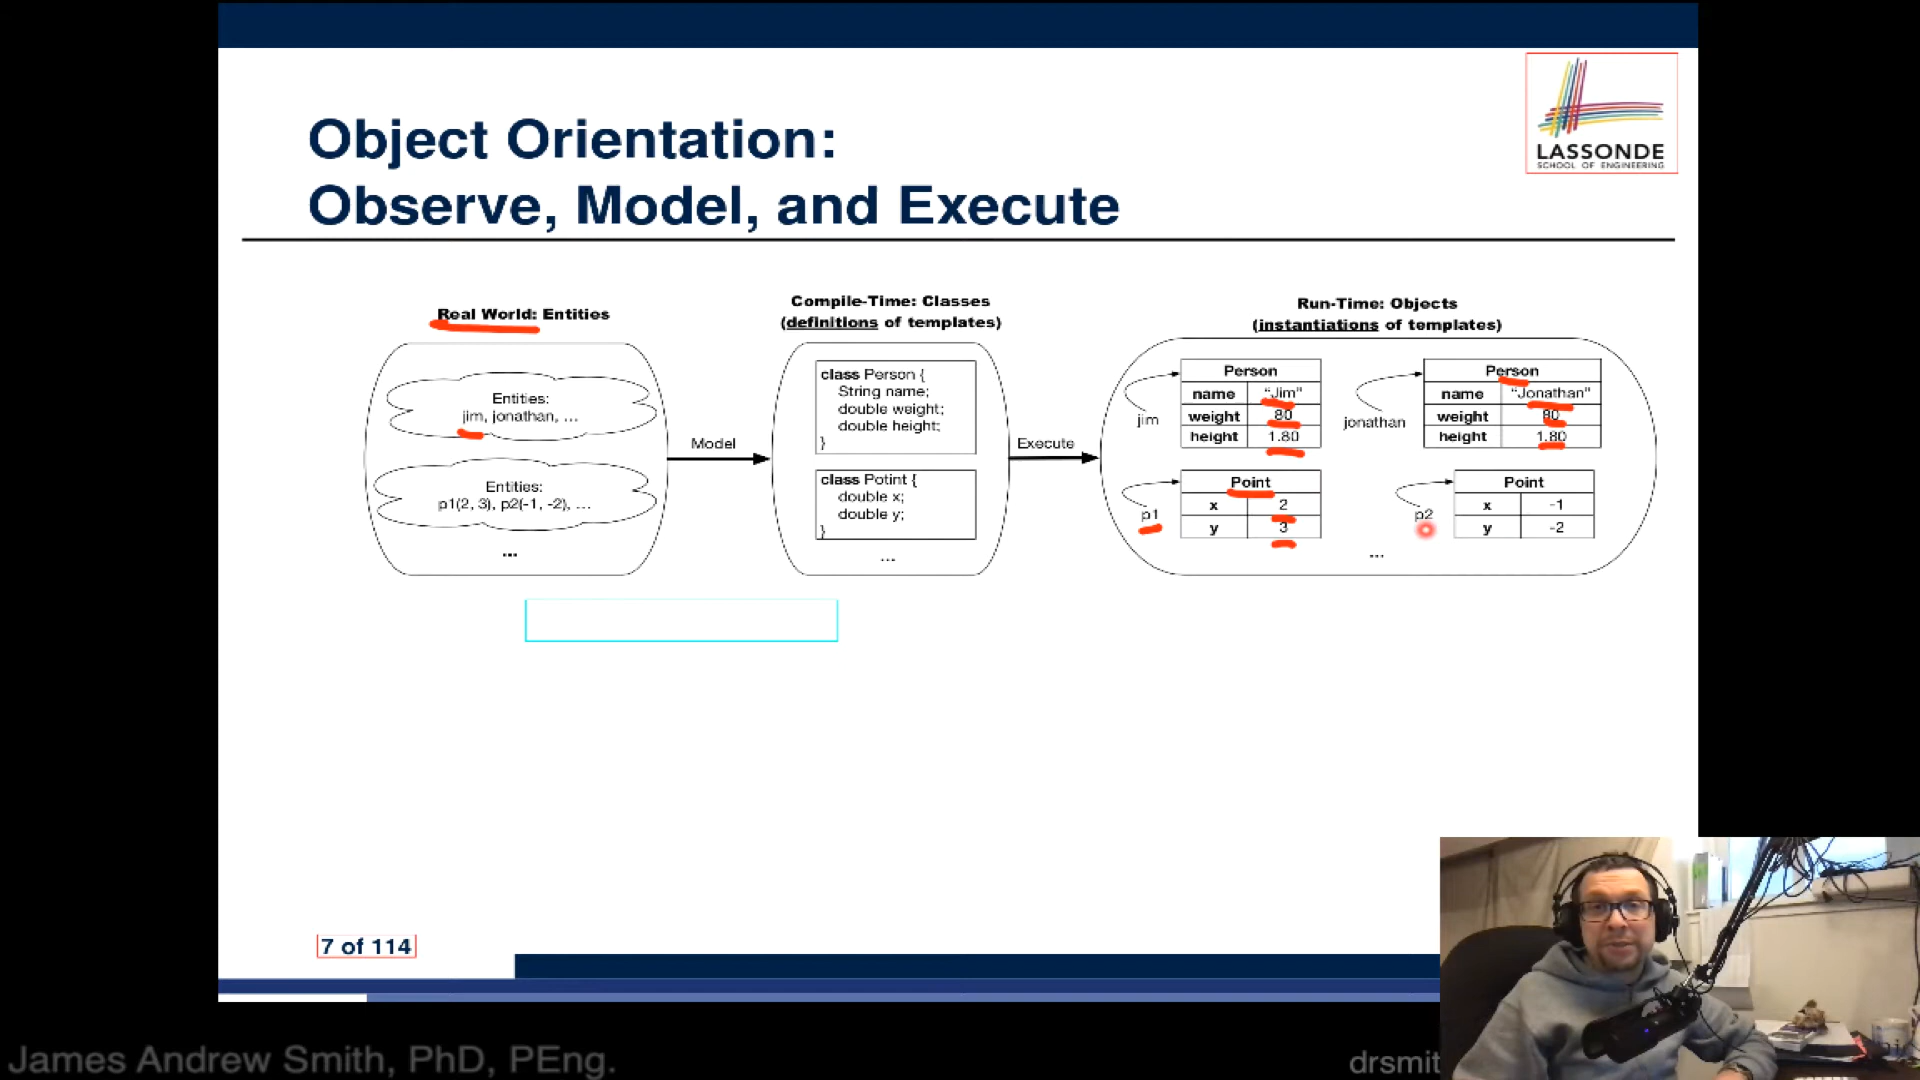 LASSONDE
SCHOOL OF ENGINEERING
Object Orientation:
Observe, Model, and Execute
Real World: Entities
Entities:
jim, jonathan, ...
Entities:
p1(2, 3), p2(-1, -2), ...
...
Model
Compile-Time: Classes
(definitions of templates)
class Person {
String name;
double weight;
double height;
}
class Potint {
double x;
double y;
}
...
Execute
Run-Time: Objects
(instantiations of templates)
jim
Person
name "Jim"
weight 80
height 1.80
jonathan
Person
name "Jonathan"
weight 80
height 1.80
p1
Point
x 2
y 3
p2
Point
x -1
y -2
...
7 of 114
James Andrew Smith, PhD, PEng.
drsmit